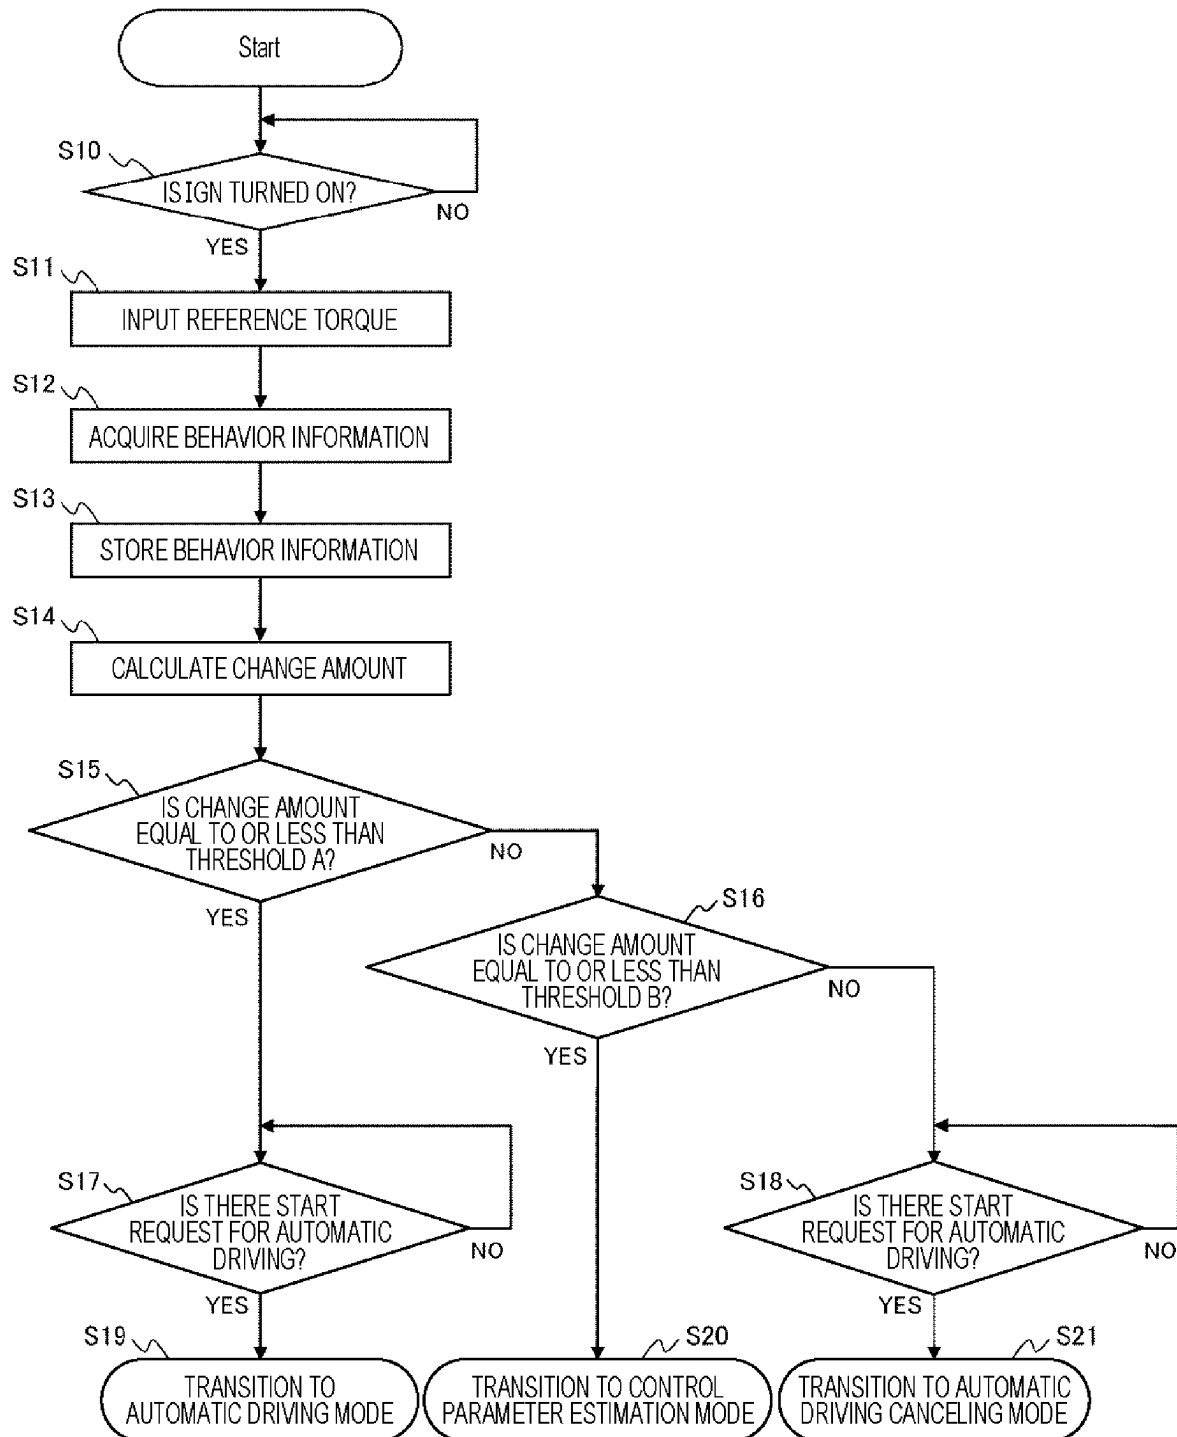 Start
S10
IS IGN TURNED ON?
NO
YES
S11
INPUT REFERENCE TORQUE
S12
ACQUIRE BEHAVIOR INFORMATION
S13
STORE BEHAVIOR INFORMATION
S14
CALCULATE CHANGE AMOUNT
S15
IS CHANGE AMOUNT
EQUAL TO OR LESS THAN
THRESHOLD A?
NO
YES
S16
IS CHANGE AMOUNT
EQUAL TO OR LESS THAN
THRESHOLD B?
NO
YES
S17
IS THERE START
REQUEST FOR AUTOMATIC
DRIVING?
NO
YES
S18
IS THERE START
REQUEST FOR AUTOMATIC
DRIVING?
NO
YES
S19
TRANSITION TO
AUTOMATIC DRIVING MODE
S20
TRANSITION TO CONTROL
PARAMETER ESTIMATION MODE
S21
TRANSITION TO AUTOMATIC
DRIVING CANCELING MODE